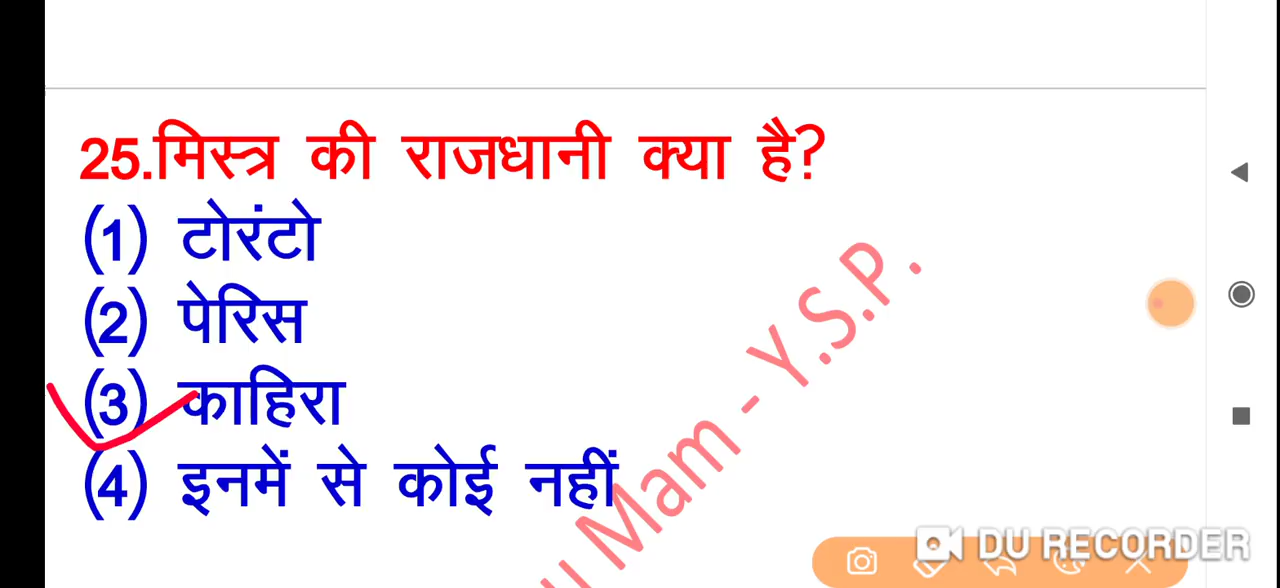 25.मिस्त्र की राजधानी क्या है?
(1) टोरंटो
(2) पेरिस
(3) काहिरा
(4) इनमें से कोई नहीं
Mam - Y.S.P.
DU RECORDER